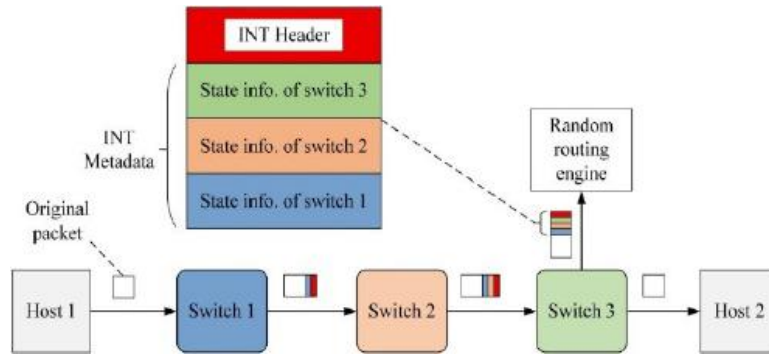 INT Header
State info. of switch 3
State info. of switch 2
State info. of switch 1
INT
Metadata
Random
routing
engine
Original
packet
Host 1
Switch 1
Switch 2
Switch 3
Host 2